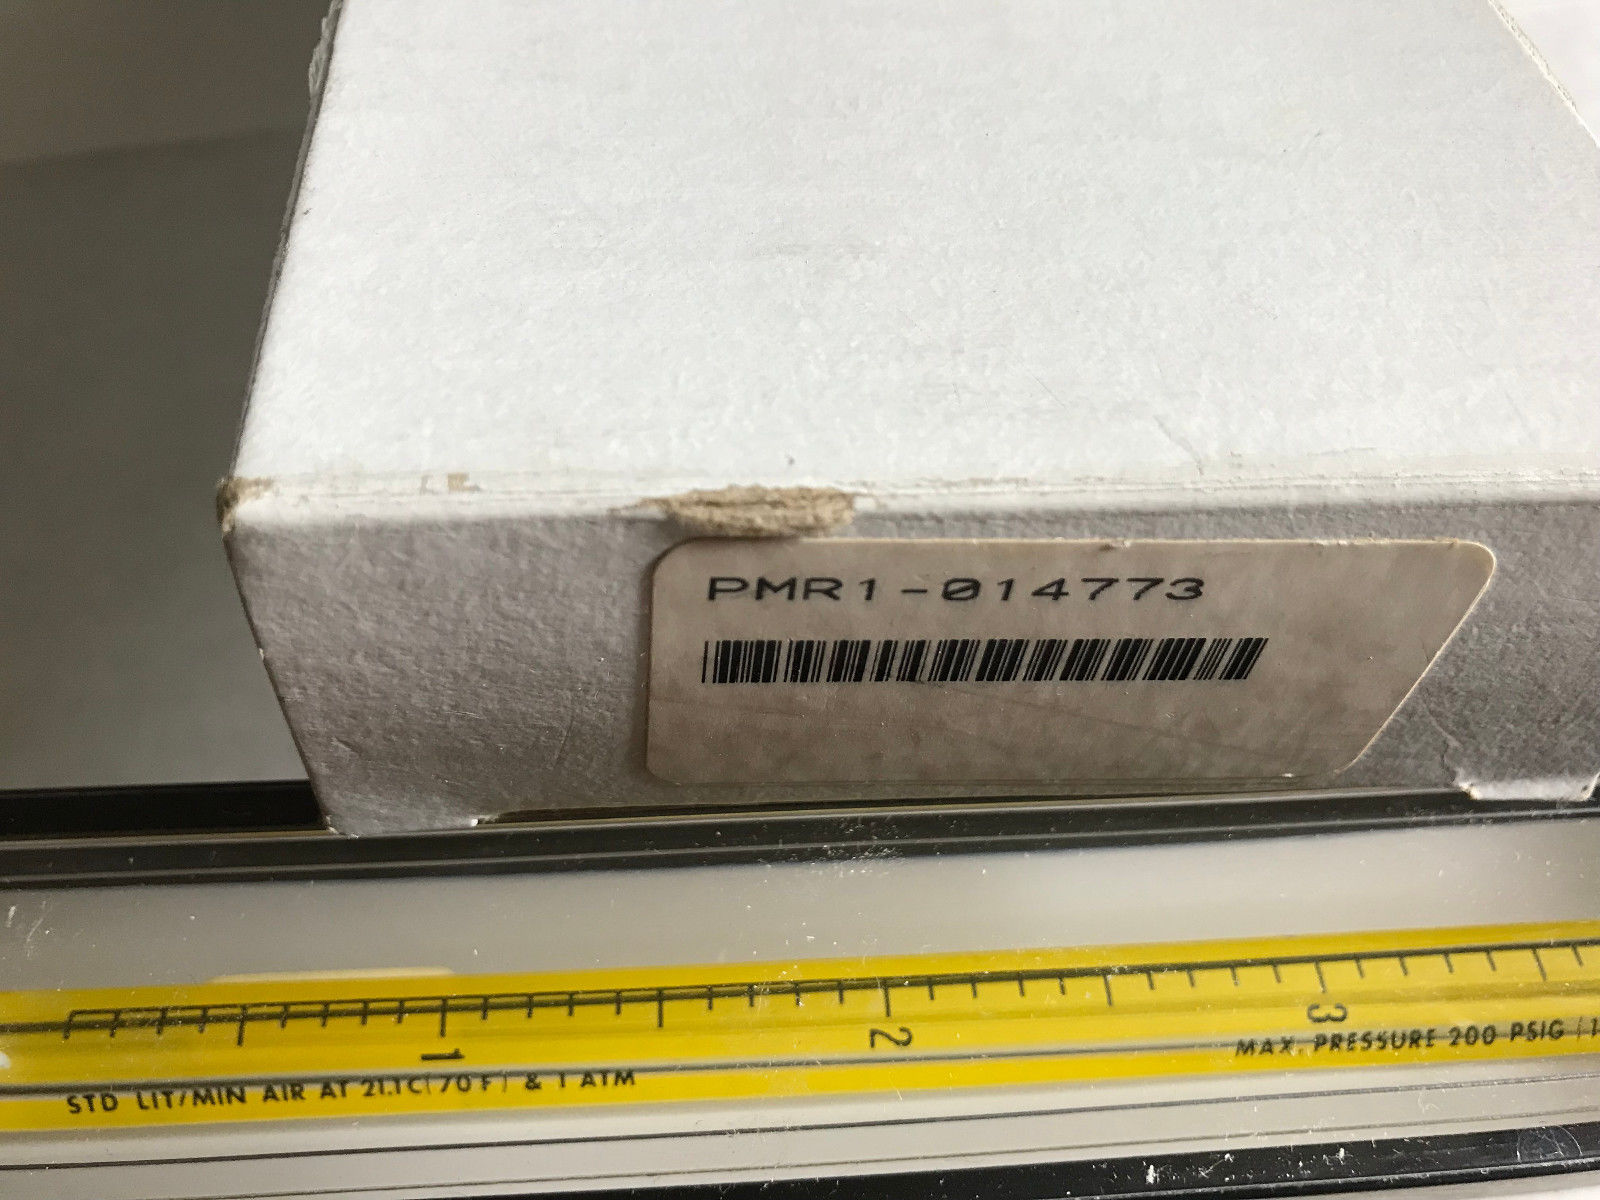 PMR1-014773
1
2
3
STD LIT/MIN AIR AT 21.1C(70F) & 1 ATM
MAX. PRESSURE 200 PSIG